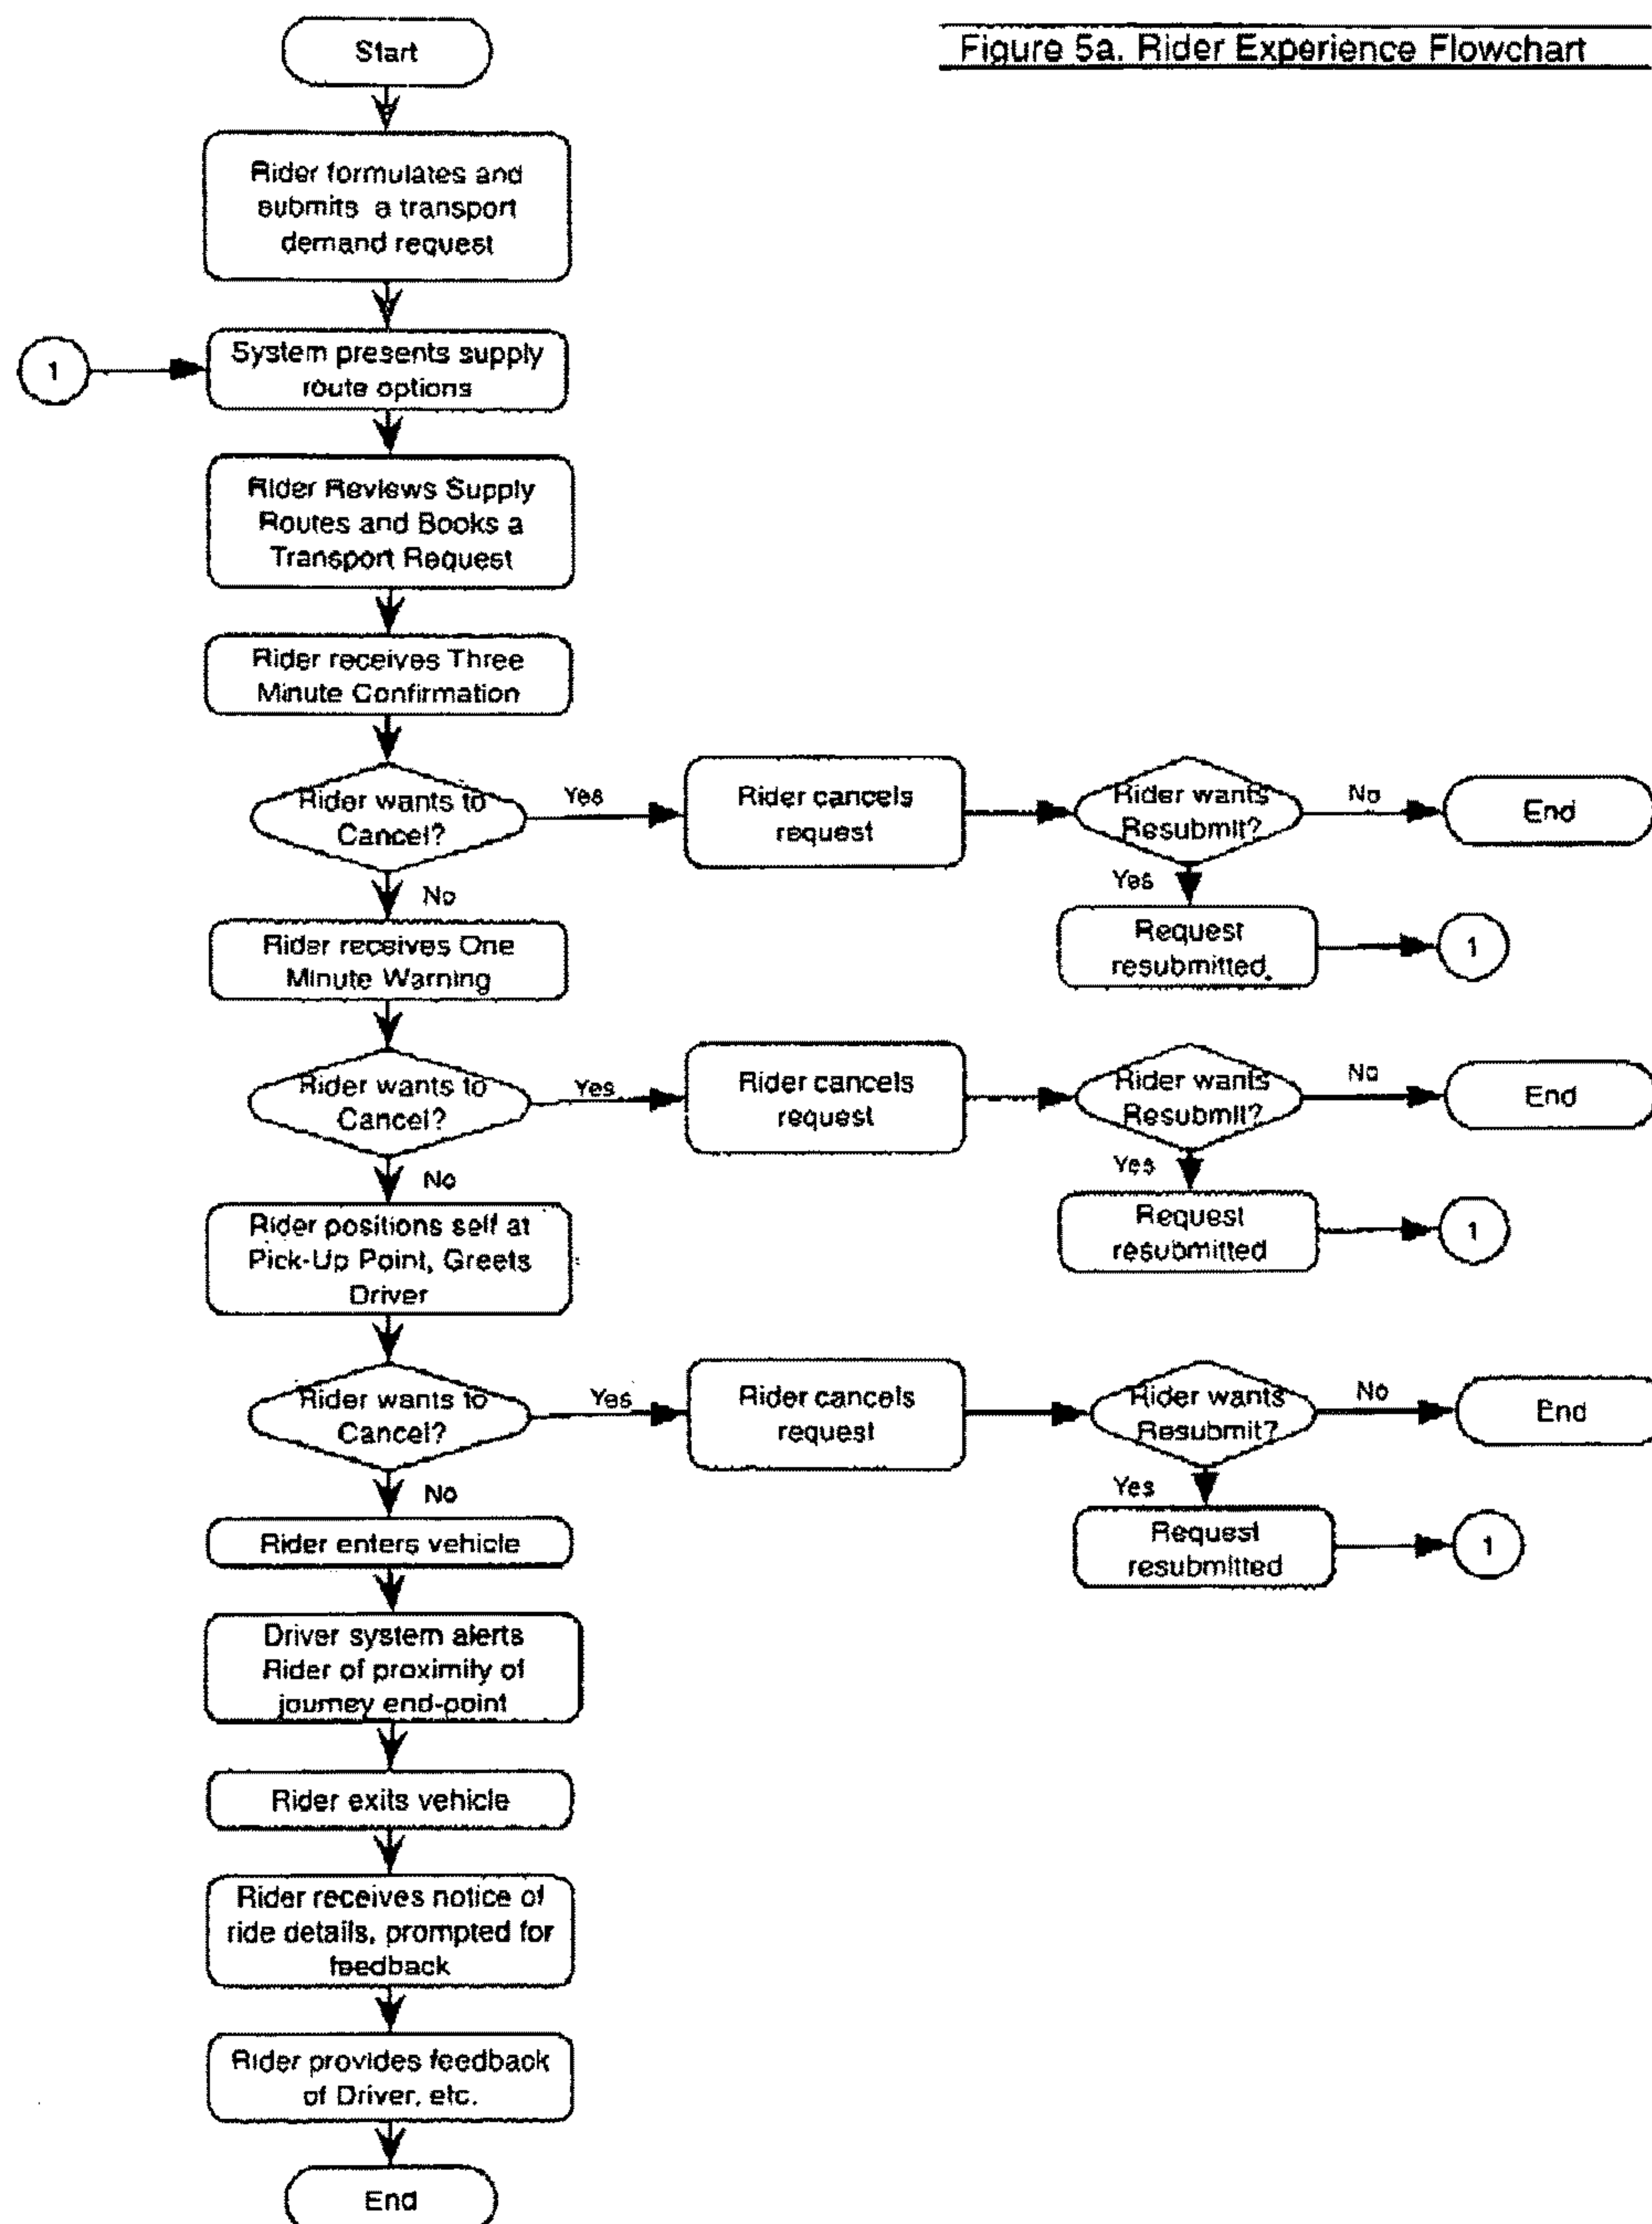 Figure 5a. Rider Experience Flowchart
Start
Rider formulates and
submits a transport
demand request
1
System presents supply
route options
Rider Reviews Supply
Routes and Books a
Transport Request
Rider receives Three
Minute Confirmation
Rider wants to
Cancel?
Yes
Rider cancels
request
Rider wants
Resubmit?
No
End
Yes
Request
resubmitted.
1
No
Rider receives One
Minute Warning
Rider wants to
Cancel?
Yes
Rider cancels
request
Rider wants
Resubmit?
No
End
Yes
Request
resubmitted
1
No
Rider positions self at
Pick-Up Point, Greets
Driver
Rider wants to
Cancel?
Yes
Rider cancels
request
Rider wants
Resubmit?
No
End
Yes
Request
resubmitted
1
No
Rider enters vehicle
Driver system alerts
Rider of proximity of
journey end-point
Rider exits vehicle
Rider receives notice of
ride details, prompted for
feedback
Rider provides feedback
of Driver, etc.
End